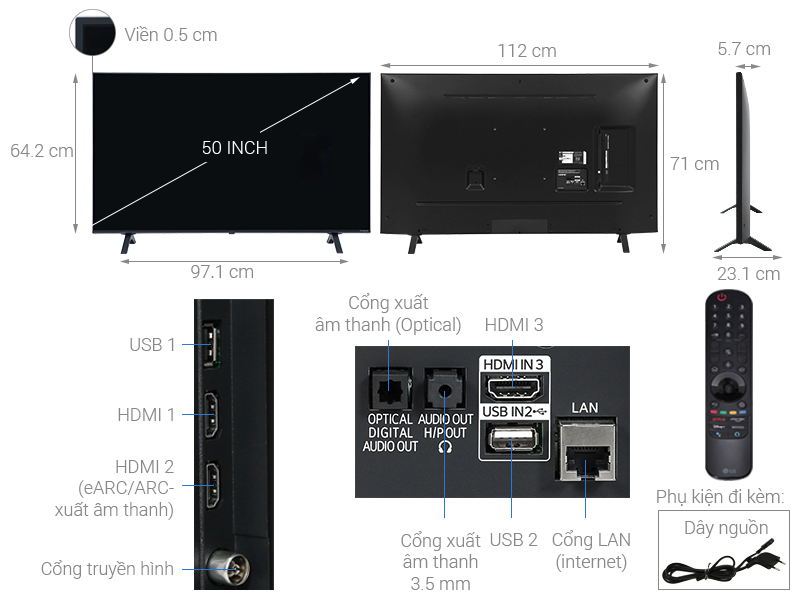 Viền 0.5 cm
112 cm
5.7 cm
64.2 cm
50 INCH
71 cm
97.1 cm
23.1 cm
Cổng xuất
âm thanh (Optical)
HDMI 3
USB 1
HDMI 1
HDMI 2
(eARC/ARC-
xuất âm thanh)
Cổng truyền hình
HDMI IN 3
OPTICAL
DIGITAL
AUDIO OUT
AUDIO OUT
H/P OUT
USB IN2
LAN
Cổng xuất
âm thanh
3.5 mm
USB 2
Cổng LAN
(internet)
LG
Phụ kiện đi kèm:
Dây nguồn